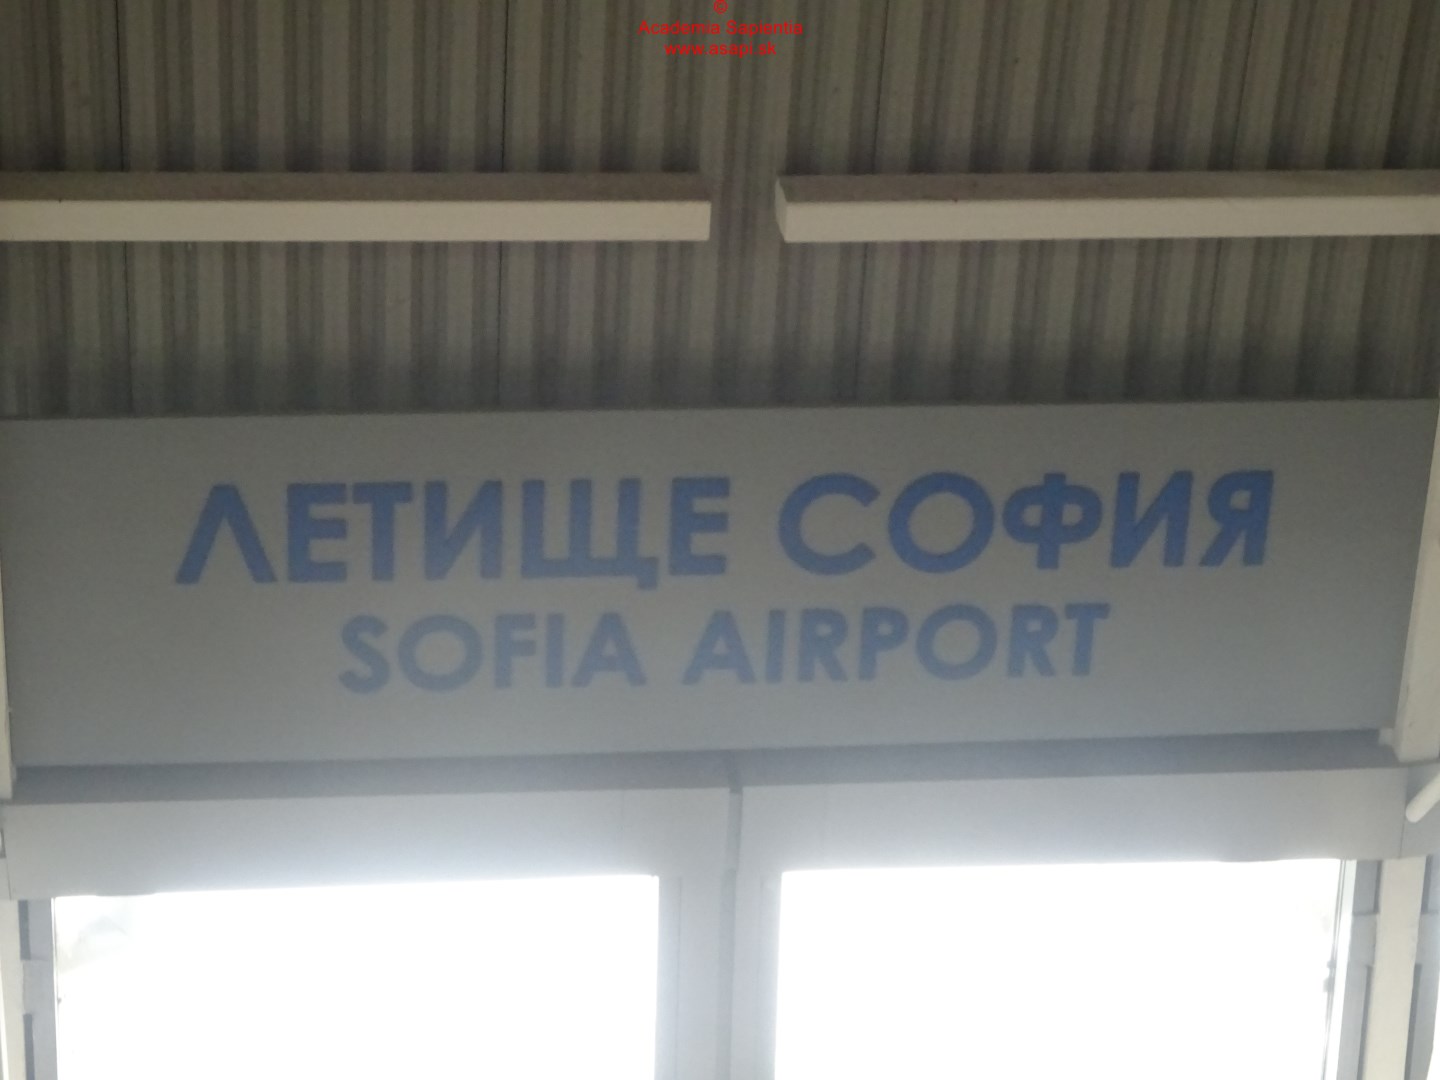 ©
Academia Sapientia
www.asapi.sk
ЛЕТИЩЕ СОФИЯ
SOFIA AIRPORT